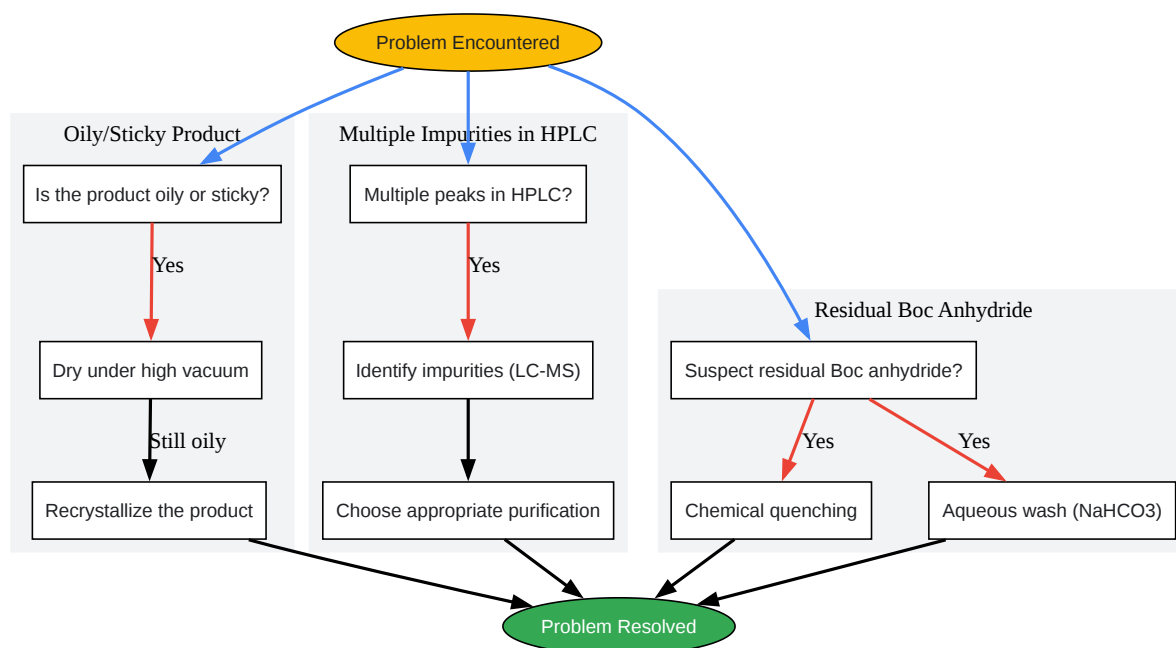 Problem Encountered
Oily/Sticky Product
Multiple Impurities in HPLC
Is the product oily or sticky?
Multiple peaks in HPLC?
Yes
Yes
Residual Boc Anhydride
Dry under high vacuum
Identify impurities (LC-MS)
Suspect residual Boc anhydride?
Still oily
Yes
Yes
Recrystallize the product
Choose appropriate purification
Chemical quenching
Aqueous wash (NaHCO3)
Problem Resolved